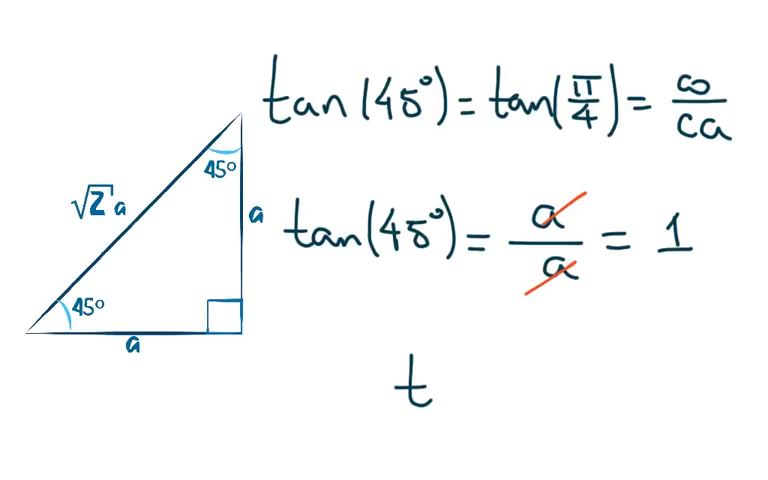 tan(45°) = tan(π/4) = co/ca
45°
√2 a
a
tan(45°) = a/a = 1
45°
a
t